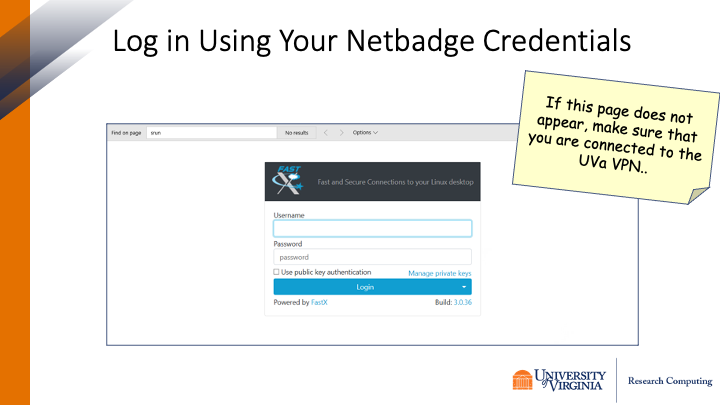 Log in Using Your Netbadge Credentials
If this page does not
appear, make sure that
you are connected to the
UVa VPN..
Find on page srun No results < > Options
FAST
X
Fast and Secure Connections to your Linux desktop
Username
Password
password
Use public key authentication Manage private keys
Login
Powered by FastX Build: 3.0.36
UNIVERSITY
of VIRGINIA
Research Computing